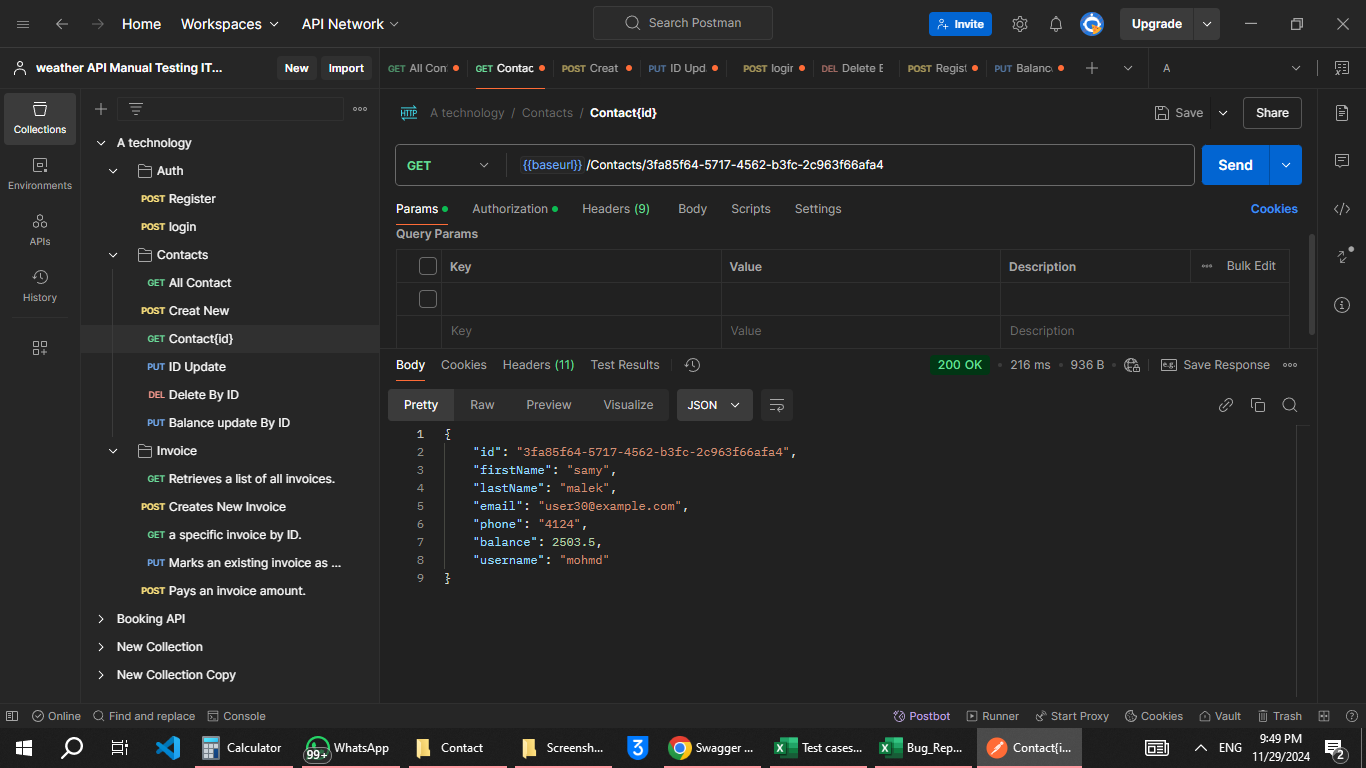 Home Workspaces API Network Search Postman Invite Upgrade
weather API Manual Testing IT... New Import GET All Con GET Contac POST Creat PUT ID Upd. POST login DEL Delete E POST Regist PUT Balanc A
Collections
Environments
APIs
History
A technology
Auth
POST Register
POST login
Contacts
GET All Contact
POST Creat New
GET Contact{id}
PUT ID Update
DEL Delete By ID
PUT Balance update By ID
Invoice
GET Retrieves a list of all invoices.
POST Creates New Invoice
GET a specific invoice by ID.
PUT Marks an existing invoice as ...
POST Pays an invoice amount.
Booking API
New Collection
New Collection Copy
HTTP A technology / Contacts / Contact{id} Save Share
GET {{baseurl}} /Contacts/3fa85f64-5717-4562-b3fc-2c963f66afa4 Send
Params Authorization Headers (9) Body Scripts Settings Cookies
Query Params
Key Value Description Bulk Edit
Key Value Description
Body Cookies Headers (11) Test Results 200 OK 216 ms 936 B e.g. Save Response
Pretty Raw Preview Visualize JSON
1 {
2 "id": "3fa85f64-5717-4562-b3fc-2c963f66afa4",
3 "firstName": "samy",
4 "lastName": "malek",
5 "email": "user30@example.com",
6 "phone": "4124",
7 "balance": 2503.5,
8 "username": "mohmd"
9 }
Online Find and replace Console Postbot Runner Start Proxy Cookies Vault Trash
Calculator 99+ WhatsApp Contact Screensh... 3 Swagger ... Test cases... Bug_Rep... Contact{i... ENG 9:49 PM
11/29/2024 2